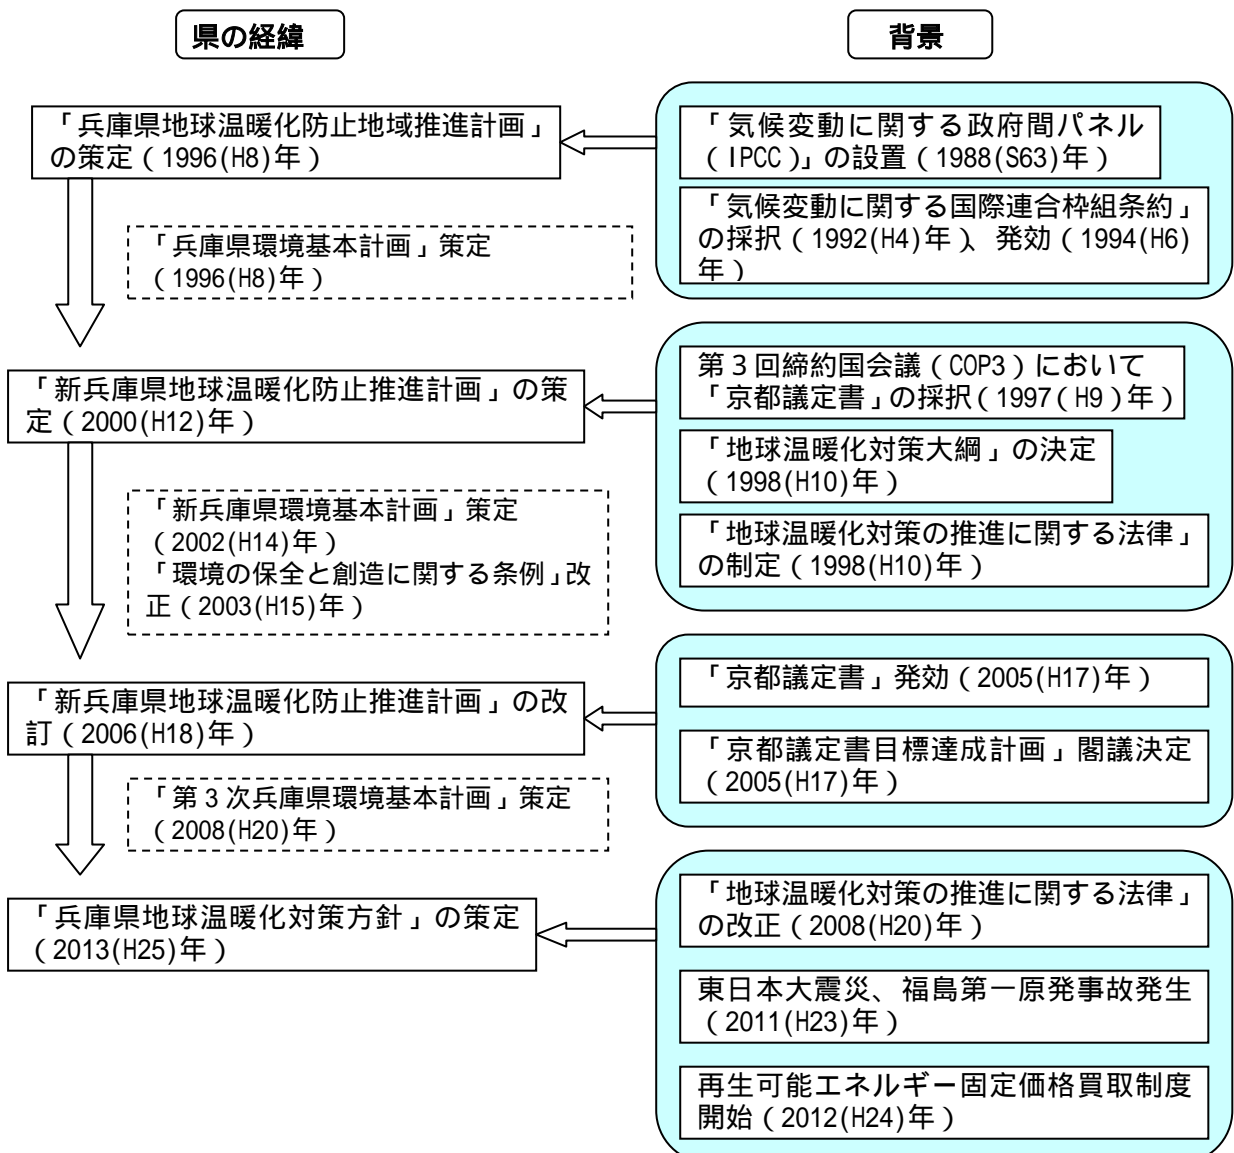 県の経緯
背景
「兵庫県地球温暖化防止地域推進計画」
の策定（1996(H8)年）
「気候変動に関する政府間パネル
（IPCC）」の設置（1988(S63)年）
「気候変動に関する国際連合枠組条約」
の採択（1992(H4)年）、発効（1994(H6)
年）
「兵庫県環境基本計画」策定
（1996(H8)年）
「新兵庫県地球温暖化防止推進計画」の策
定（2000(H12)年）
第３回締約国会議（COP3）において
「京都議定書」の採択（1997（H9）年）
「地球温暖化対策大綱」の決定
（1998(H10)年）
「地球温暖化対策の推進に関する法律」
の制定（1998(H10)年）
「新兵庫県環境基本計画」策定
（2002(H14)年）
「環境の保全と創造に関する条例」改
正（2003(H15)年）
「新兵庫県地球温暖化防止推進計画」の改
訂（2006(H18)年）
「京都議定書」発効（2005(H17)年）
「京都議定書目標達成計画」閣議決定
（2005(H17)年）
「第３次兵庫県環境基本計画」策定
（2008(H20)年）
「兵庫県地球温暖化対策方針」の策定
（2013(H25)年）
「地球温暖化対策の推進に関する法律」
の改正（2008(H20)年）
東日本大震災、福島第一原発事故発生
（2011(H23)年）
再生可能エネルギー固定価格買取制度
開始（2012(H24)年）